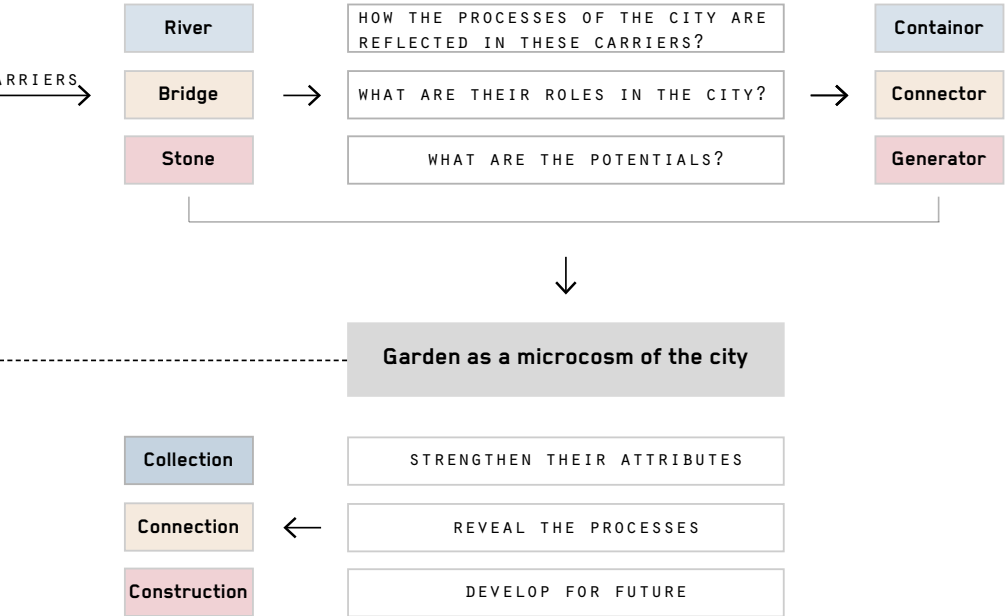 River
HOW THE PROCESSES OF THE CITY ARE
REFLECTED IN THESE CARRIERS?
Containor
ARRIERS
Bridge
WHAT ARE THEIR ROLES IN THE CITY?
Connector
Stone
WHAT ARE THE POTENTIALS?
Generator
Garden as a microcosm of the city
Collection
STRENGTHEN THEIR ATTRIBUTES
Connection
REVEAL THE PROCESSES
Construction
DEVELOP FOR FUTURE